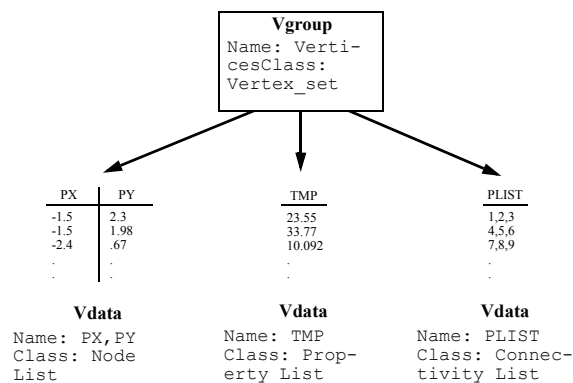 Vgroup
Name: Verti-
cesClass:
Vertex_set
PX PY
-1.5 2.3
-1.5 1.98
-2.4 .67
. .
. .
TMP
23.55
33.77
10.092
.
.
PLIST
1,2,3
4,5,6
7,8,9
.
.
Vdata
Name: PX,PY
Class: Node
List
Vdata
Name: TMP
Class: Prop-
erty List
Vdata
Name: PLIST
Class: Connec-
tivity List